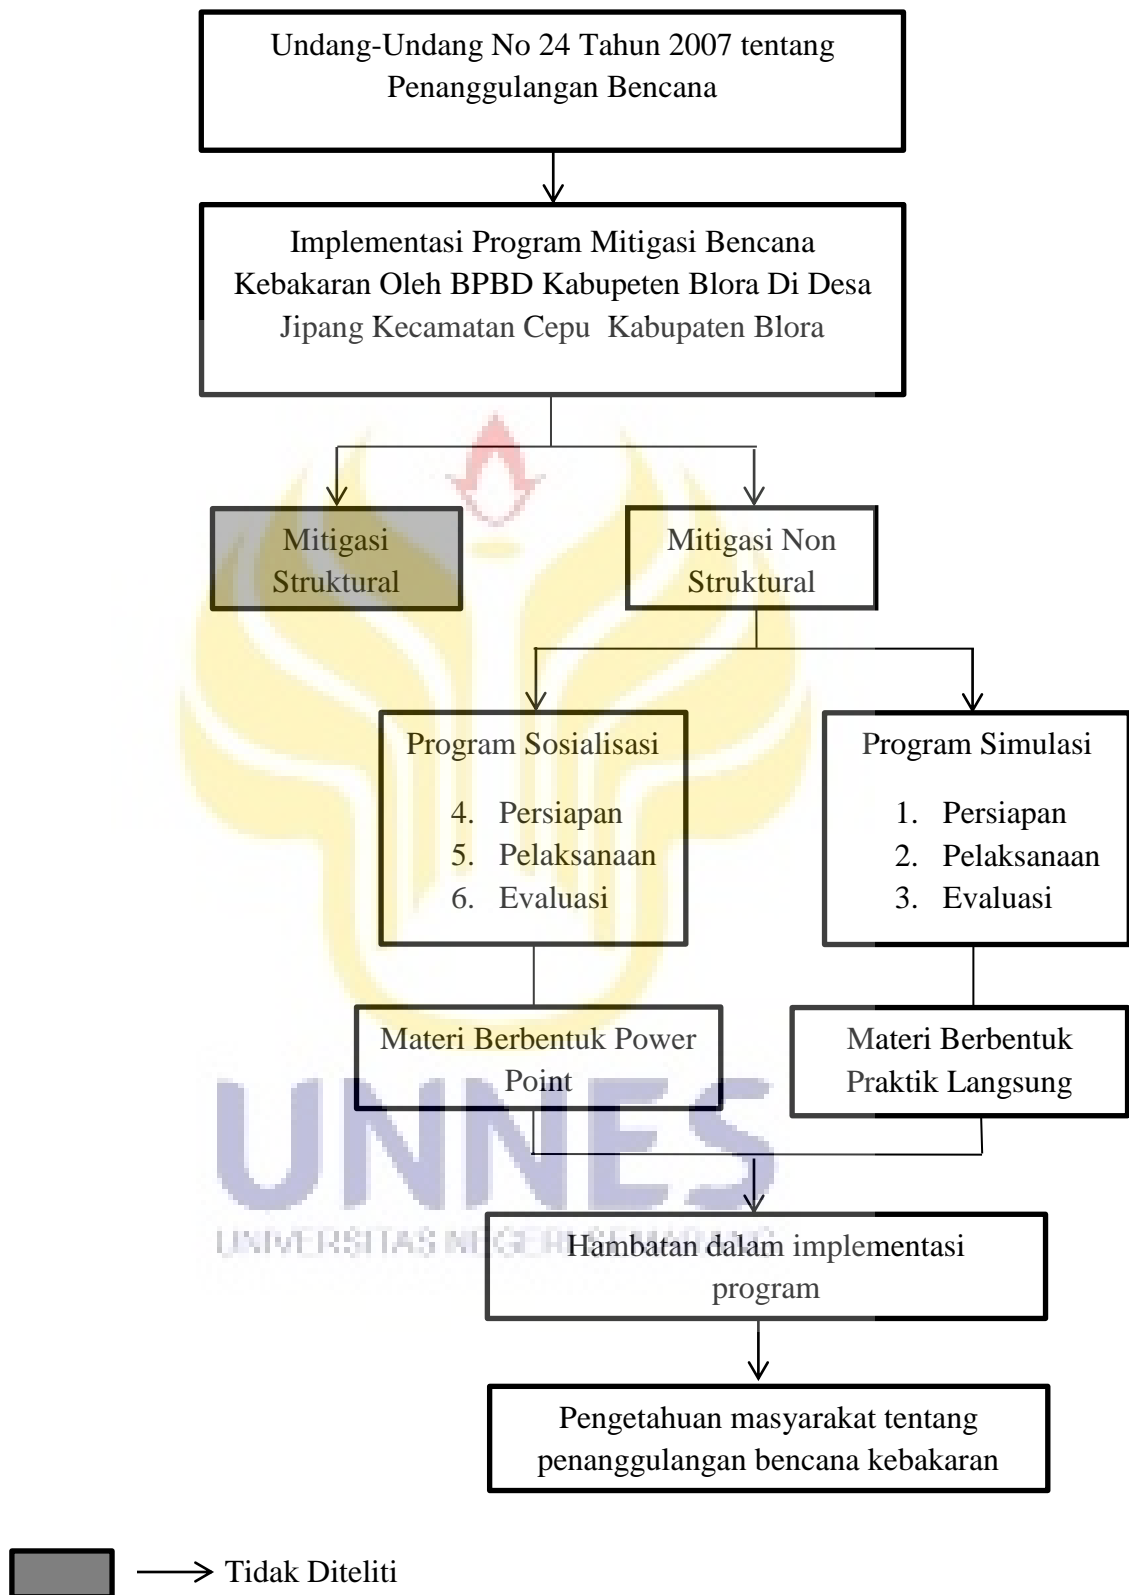 Undang-Undang No 24 Tahun 2007 tentang
Penanggulangan Bencana
Implementasi Program Mitigasi Bencana
Kebakaran Oleh BPBD Kabupeten Blora Di Desa
Jipang Kecamatan Cepu Kabupaten Blora
Mitigasi
Struktural
Mitigasi Non
Struktural
Program Sosialisasi
4. Persiapan
5. Pelaksanaan
6. Evaluasi
Program Simulasi
1. Persiapan
2. Pelaksanaan
3. Evaluasi
Materi Berbentuk Power
Point
Materi Berbentuk
Praktik Langsung
UNNES
UNIVERSITAS NEGERI SEMARANG
Hambatan dalam implementasi
program
Pengetahuan masyarakat tentang
penanggulangan bencana kebakaran
Tidak Diteliti